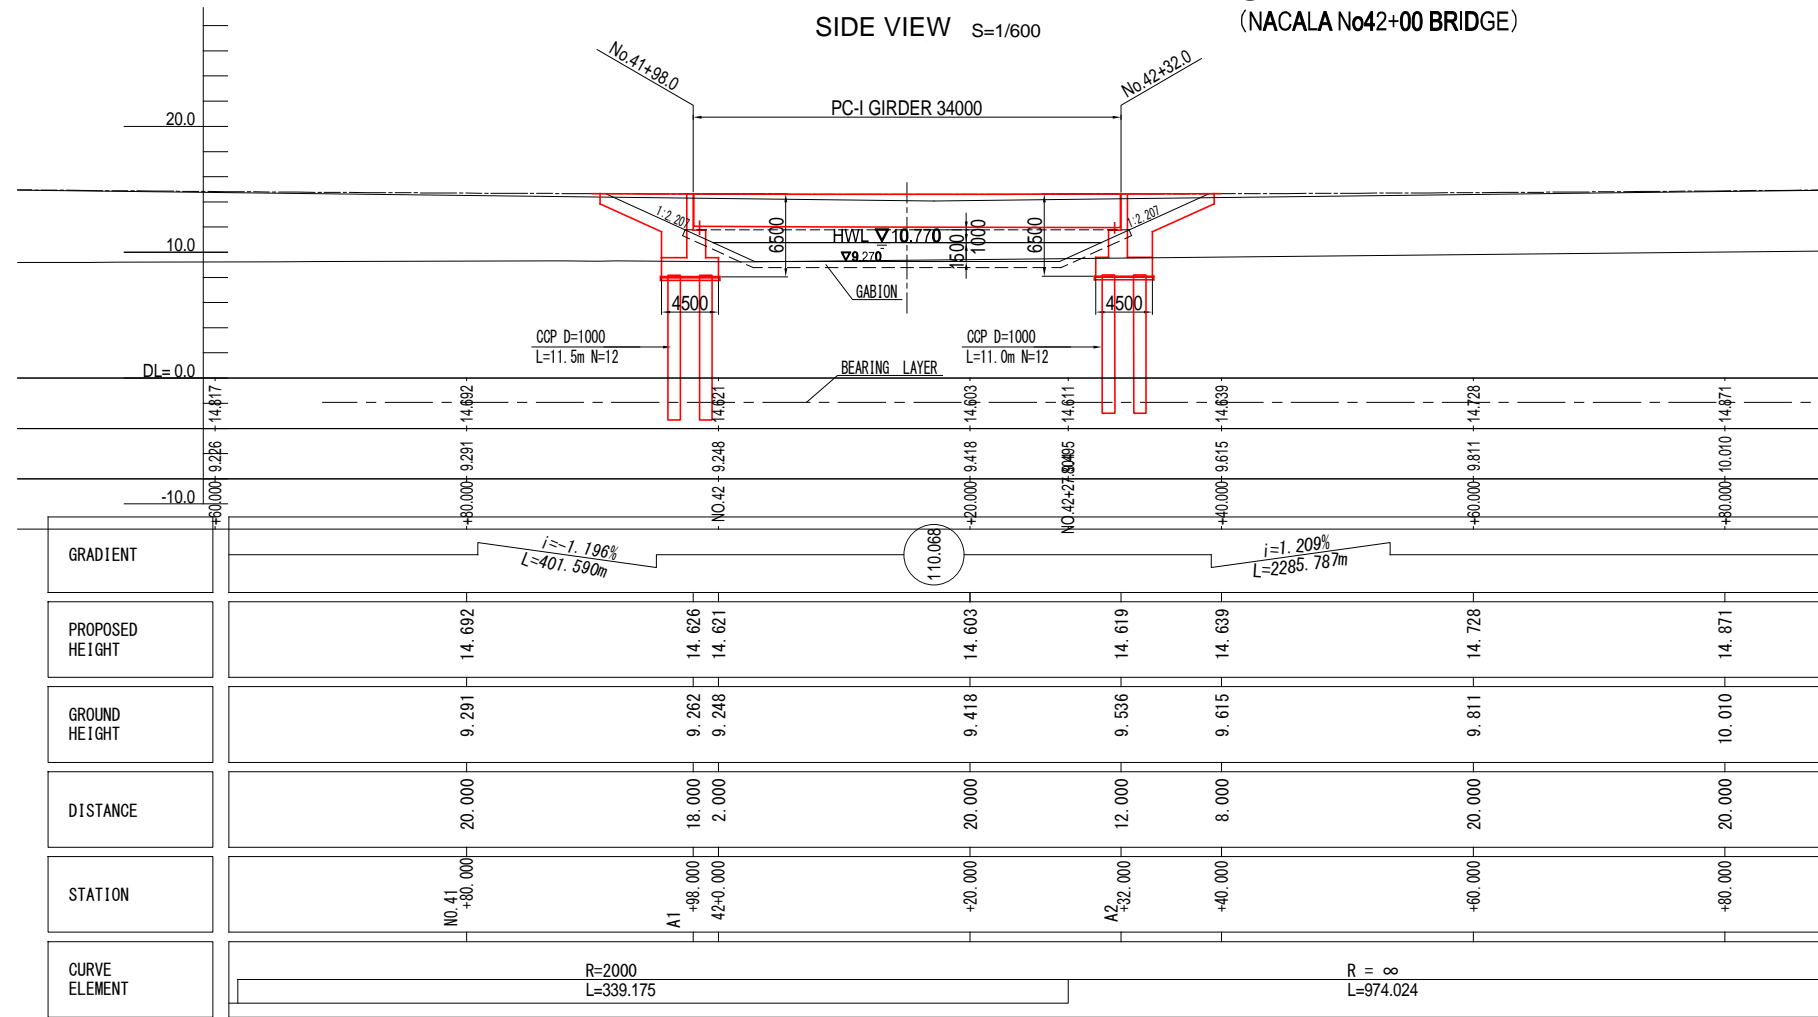 SIDE VIEW S=1/600
(NACALA No42+00 BRIDGE)
No.41+98.0
No.42+32.0
PC-I GIRDER 34000
20.0
10.0
DL= 0.0
-10.0
1:2.207
1:2.207
6500
HWL ▽10.770
▽9.270
1500
1000
6500
GABION
4500
4500
CCP D=1000
L=11.5m N=12
CCP D=1000
L=11.0m N=12
BEARING LAYER
14.817
14.692
14.621
14.603
14.611
14.639
14.728
14.871
9.226
9.291
9.248
9.418
9.615
9.811
10.010
+60.000
+80.000
NO.42
+20.000
+40.000
+60.000
+80.000
GRADIENT
i=-1.196%
L=401.590m
110.068
i=1.209%
L=2285.787m
PROPOSED
HEIGHT
14.692
14.626
14.621
14.603
14.619
14.639
14.728
14.871
GROUND
HEIGHT
9.291
9.262
9.248
9.418
9.536
9.615
9.811
10.010
DISTANCE
20.000
18.000
2.000
20.000
12.000
8.000
20.000
20.000
STATION
NO.41
+80.000
A1
+98.000
42+0.000
+20.000
A2
+32.000
+40.000
+60.000
+80.000
CURVE
ELEMENT
R=2000
L=339.175
R = ∞
L=974.024